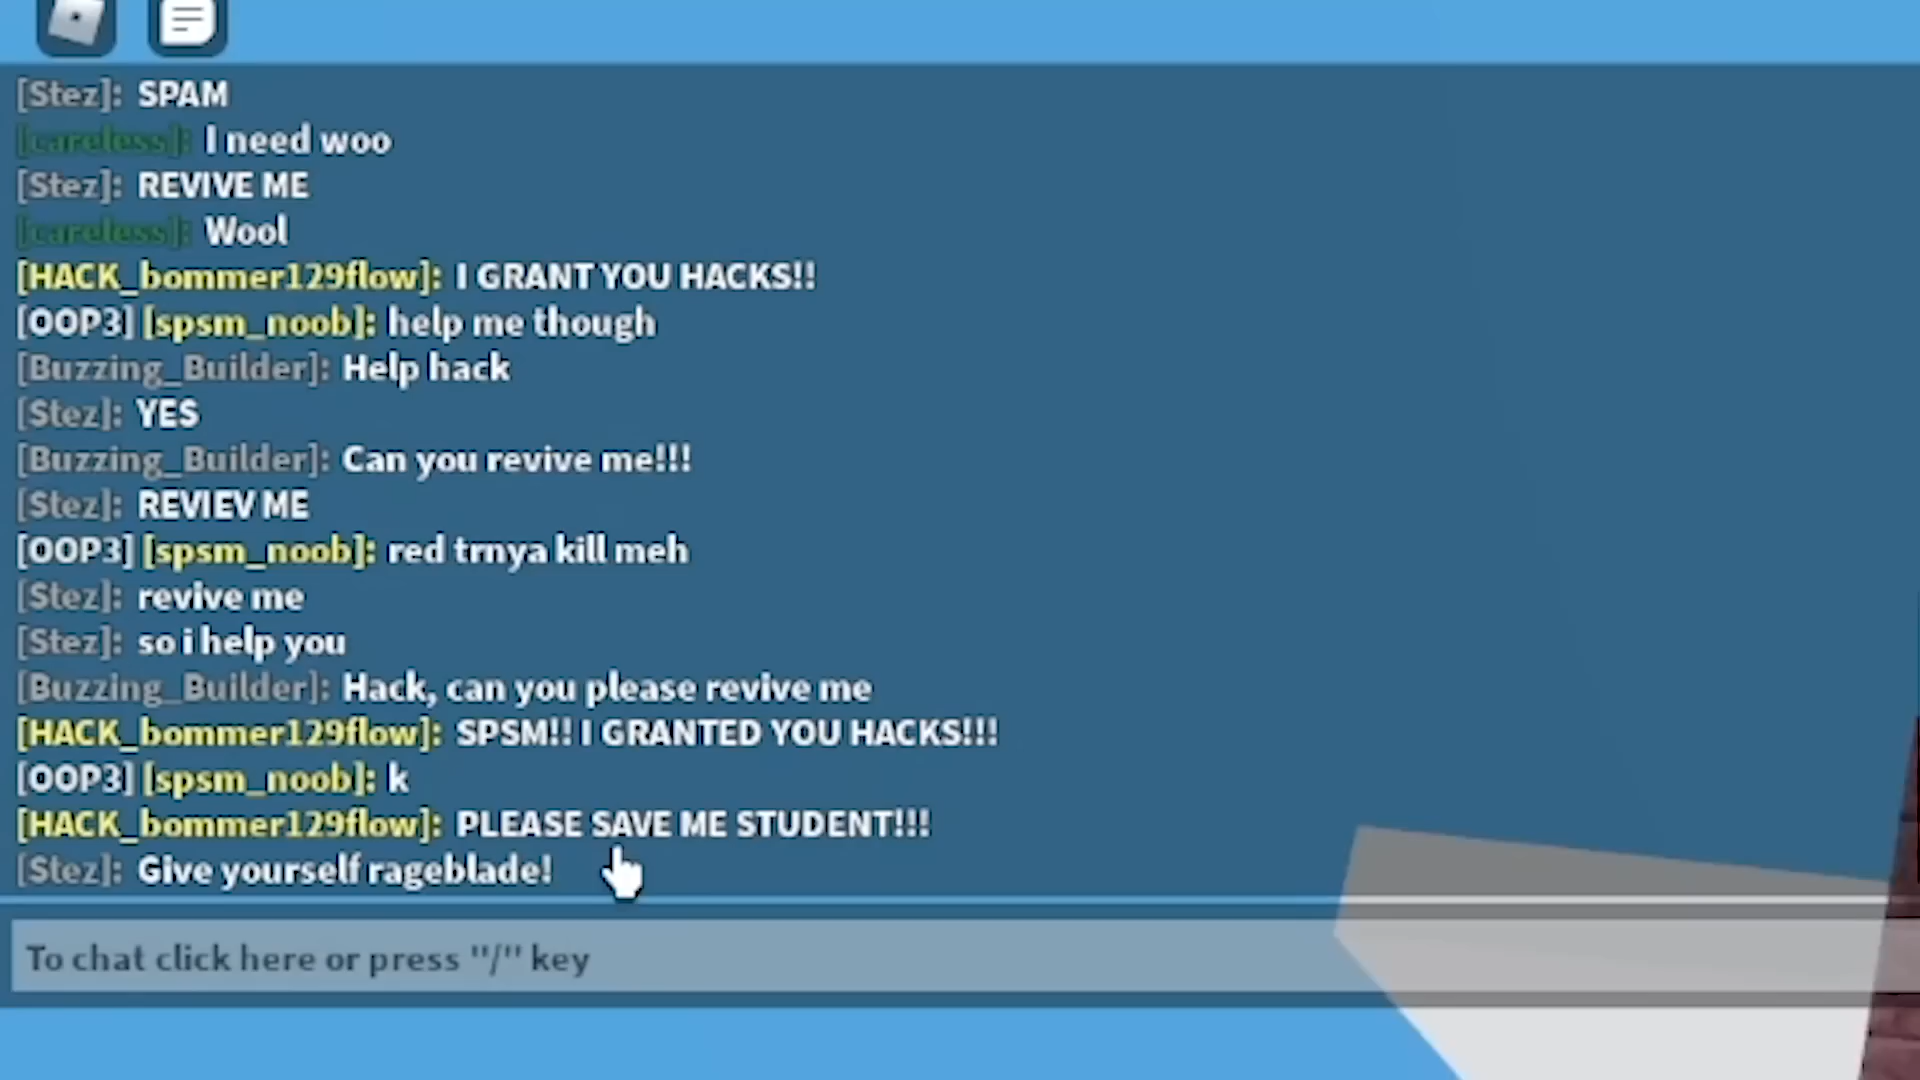 [Stez]: SPAM
[careless]: I need woo
[Stez]: REVIVE ME
[careless]: Wool
[HACK_bommer129flow]: I GRANT YOU HACKS!!
[OOP3] [spsm_noob]: help me though
[Buzzing_Builder]: Help hack
[Stez]: YES
[Buzzing_Builder]: Can you revive me!!!
[Stez]: REVIEV ME
[OOP3] [spsm_noob]: red trnya kill meh
[Stez]: revive me
[Stez]: so i help you
[Buzzing_Builder]: Hack, can you please revive me
[HACK_bommer129flow]: SPSM!! I GRANTED YOU HACKS!!!
[OOP3] [spsm_noob]: k
[HACK_bommer129flow]: PLEASE SAVE ME STUDENT!!!
[Stez]: Give yourself rageblade!
To chat click here or press "/" key